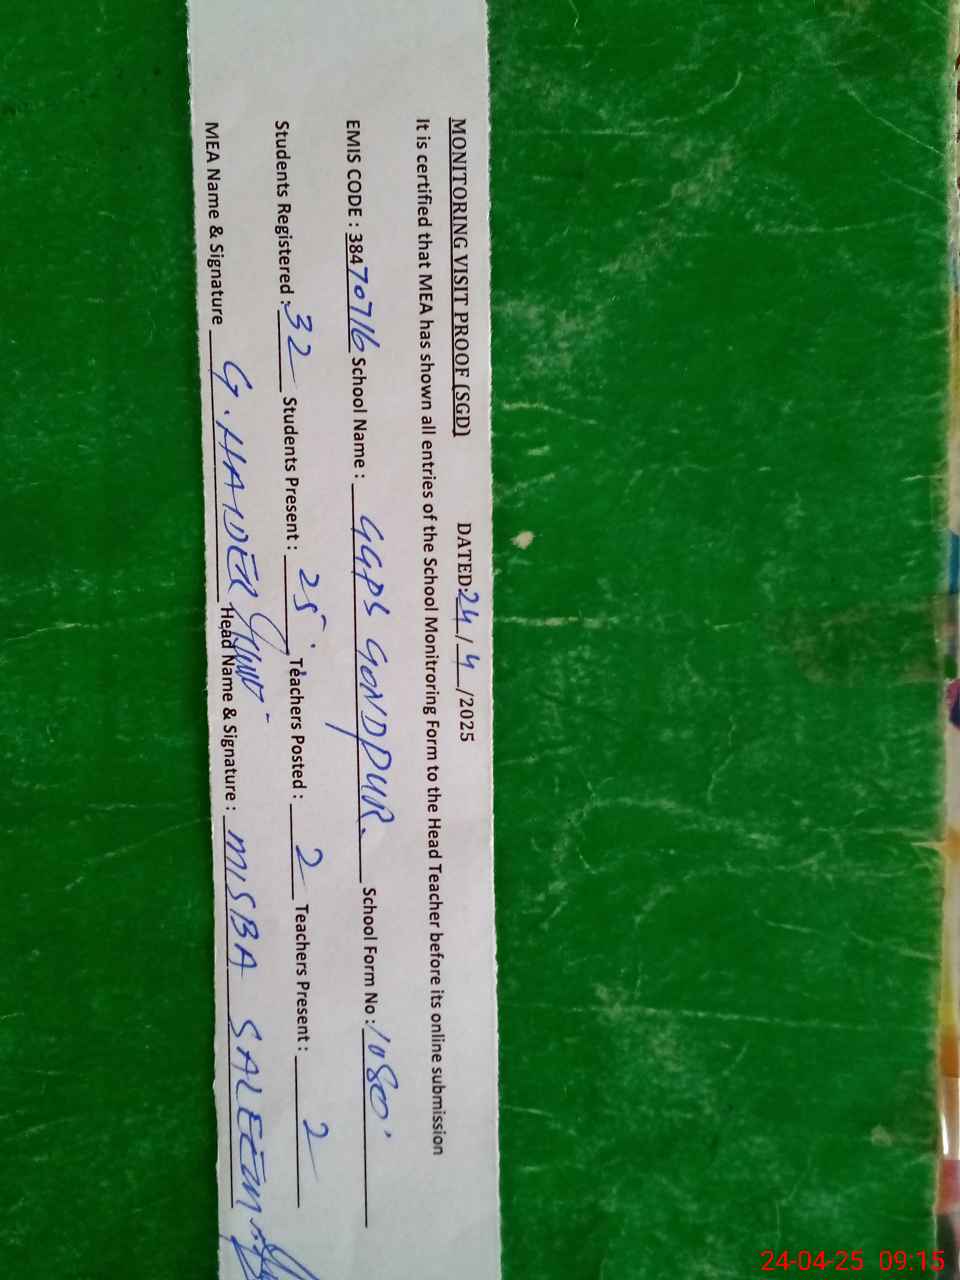 MONITORING VISIT PROOF (SGD) DATED: 24 / 4 /2025
It is certified that MEA has shown all entries of the School Monitroring Form to the Head Teacher before its online submission
EMIS CODE : 38470716 School Name : GGPS GONDPUR. School Form No : 10800
Students Registered : 32 Students Present : 25 Teachers Posted : 2 Teachers Present : 2
MEA Name & Signature G. HAIDER Head Name & Signature : MISBA SALEEM
24-04-25 09:15